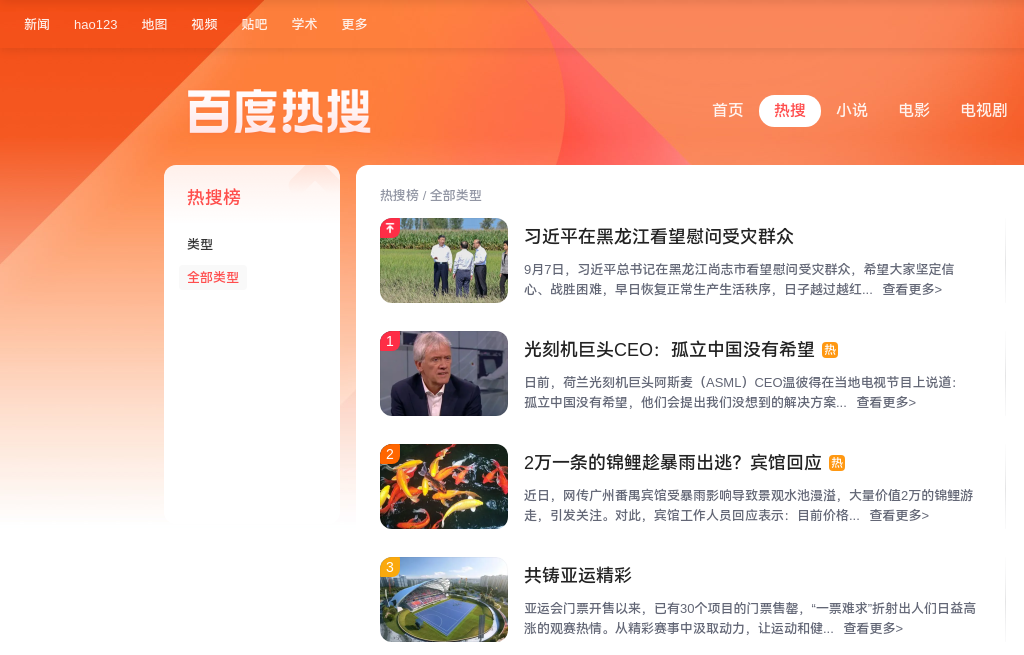 新闻 hao123 地图 视频 贴吧 学术 更多
百度热搜
首页 热搜 小说 电影 电视剧
热搜榜
类型
全部类型
热搜榜 / 全部类型
习近平在黑龙江看望慰问受灾群众
9月7日，习近平总书记在黑龙江尚志市看望慰问受灾群众，希望大家坚定信
心、战胜困难，早日恢复正常生产生活秩序，日子越过越红... 查看更多>
1
光刻机巨头CEO：孤立中国没有希望 热
日前，荷兰光刻机巨头阿斯麦（ASML）CEO温彼得在当地电视节目上说道：
孤立中国没有希望，他们会提出我们没想到的解决方案... 查看更多>
2
2万一条的锦鲤趁暴雨出逃？宾馆回应 热
近日，网传广州番禺宾馆受暴雨影响导致景观水池漫溢，大量价值2万的锦鲤游
走，引发关注。对此，宾馆工作人员回应表示：目前价格... 查看更多>
3
共铸亚运精彩
亚运会门票开售以来，已有30个项目的门票售罄，“一票难求”折射出人们日益高
涨的观赛热情。从精彩赛事中汲取动力，让运动和健... 查看更多>